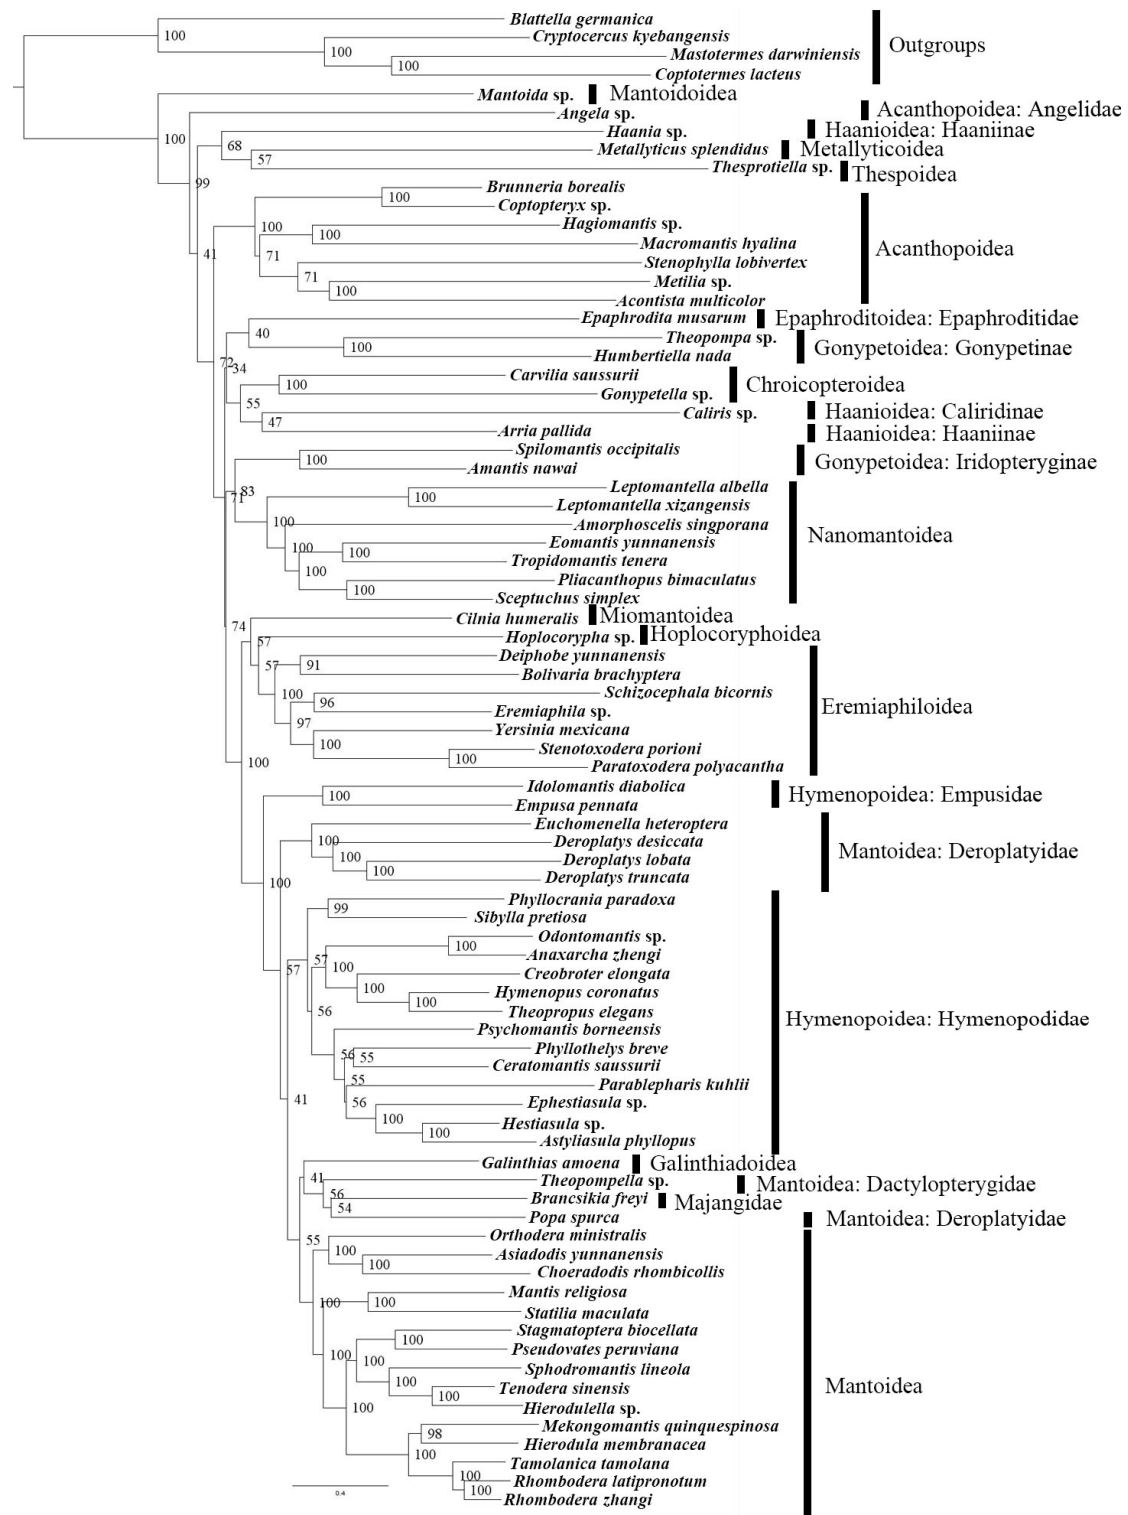 Blattella germanica
100
Cryptocercus kyebangensis
100
Outgroups
Mastotermes darwiniensis
100
Coptotermes lacteus
Mantoida sp.
Mantoidoidea
Angela sp.
Acanthopoidea: Angelidae
100
Haania sp.
Haanioidea: Haaniinae
68
Metallyticus splendidus
Metallyticoidea
57
Thesprotiella sp.
Thespoidea
99
Brunneria borealis
100
Coptopteryx sp.
100
Hagiomantis sp.
100
Macromantis hyalina
Acanthopoidea
41
71
Stenophylla lobivertex
71
Metilia sp.
100
Acontista multicolor
Epaphrodita musarum
Epaphroditoidea: Epaphroditidae
40
Theopompa sp.
100
Gonypetoidea: Gonypetinae
Humbertiella nada
72
34
Carvilia saussurii
100
Chroicopteroidea
Gonypetella sp.
55
Caliris sp.
Haanioidea: Caliridinae
47
Arria pallida
Haanioidea: Haaniinae
Spilomantis occipitalis
100
Gonypetoidea: Iridopteryginae
Amantis nawai
83
71
Leptomantella albella
100
Leptomantella xizangensis
100
Amorphoscelis singporana
Nanomantoidea
Eomantis yunnanensis
100
100
Tropidomantis tenera
100
Pliacanthopus bimaculatus
100
Sceptuchus simplex
Cilnia humeralis
Miomantoidea
74
Hoplocorypha sp.
Hoplocoryphoidea
57
Deiphobe yunnanensis
57
91
Bolivaria brachyptera
100
Schizocephala bicornis
96
Eremiaphila sp.
Eremiaphiloidea
97
Yersinia mexicana
100
Stenotoxodera porioni
100
Paratoxodera polyacantha
100
Idolomantis diabolica
100
Hymenopoidea: Empusidae
Empusa pennata
Euchomenella heteroptera
100
Deroplatys desiccata
100
Mantoidea: Deroplatyidae
Deroplatys lobata
100
Deroplatys truncata
100
Phyllocrania paradoxa
99
Sibylla pretiosa
Odontomantis sp.
100
Anaxarcha zhengi
57
57
100
Creobroter elongata
100
Hymenopus coronatus
100
Theopropus elegans
56
Hymenopoidea: Hymenopodidae
Psychomantis borneensis
Phyllothelys breve
56
55
Ceratomantis saussurii
55
Parablepharis kuhlii
41
56
Ephestiasula sp.
100
Hestiasula sp.
100
Astyliasula phyllopus
Galinthias amoena
Galinthiadoidea
41
Theopompella sp.
Mantoidea: Dactylopterygidae
56
Brancsikia freyi
Majangidae
54
Popa spurca
Mantoidea: Deroplatyidae
55
Orthodera ministralis
100
Asiadodis yunnanensis
100
Choeradodis rhombicollis
Mantis religiosa
100
100
Statilia maculata
Stagmatoptera biocellata
100
Pseudovates peruviana
100
100
Sphodromantis lineola
100
Tenodera sinensis
Mantoidea
100
Hierodulella sp.
100
Mekongomantis quinquespinosa
98
Hierodula membranacea
100
Tamolanica tamolana
100
Rhombodera latipronotum
100
Rhombodera zhangi
0.4